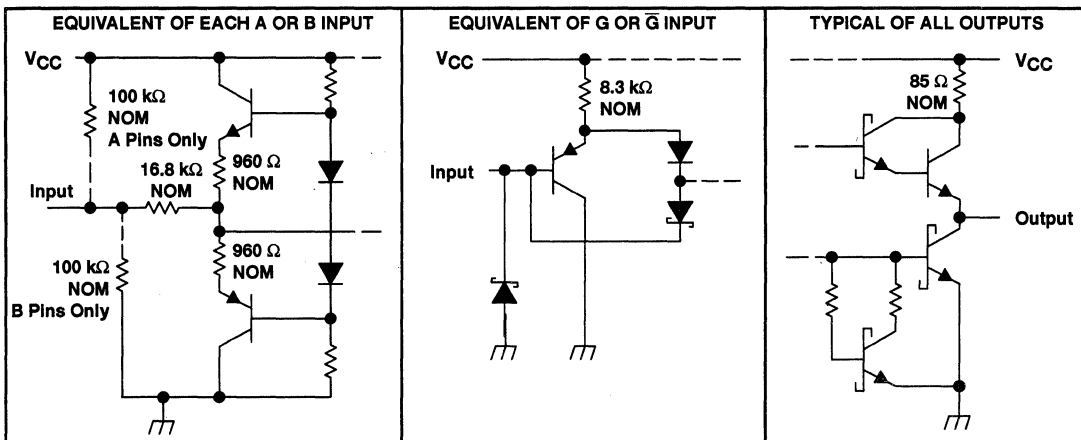 EQUIVALENT OF EACH A OR B INPUT
VCC
100 kΩ
NOM
A Pins Only
16.8 kΩ
NOM
960 Ω
NOM
Input
960 Ω
NOM
100 kΩ
NOM
B Pins Only
EQUIVALENT OF G OR G̅ INPUT
VCC
8.3 kΩ
NOM
Input
TYPICAL OF ALL OUTPUTS
VCC
85 Ω
NOM
Output